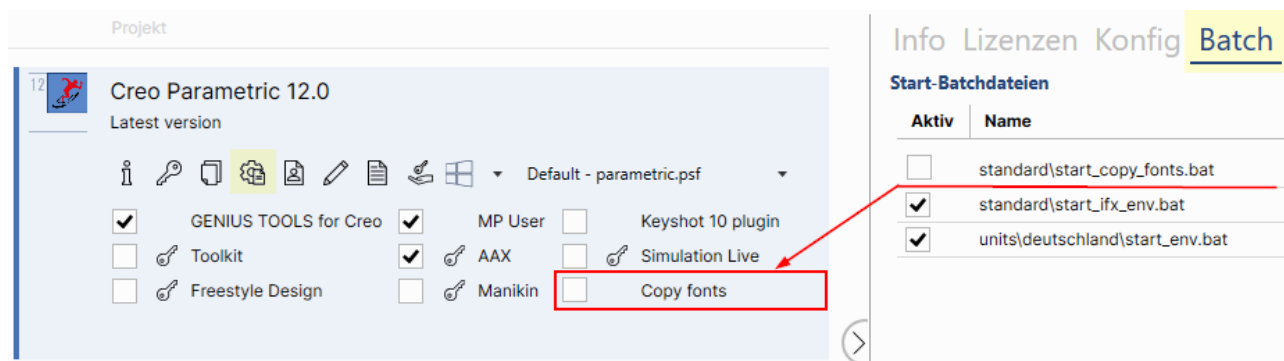 Projekt
12
Creo Parametric 12.0
Latest version
Default - parametric.psf
GENIUS TOOLS for Creo MP User Keyshot 10 plugin
Toolkit AAX Simulation Live
Freestyle Design Manikin Copy fonts
Info Lizenzen Konfig Batch
Start-Batchdateien
Aktiv Name
standard\start_copy_fonts.bat
standard\start_ifx_env.bat
units\deutschland\start_env.bat